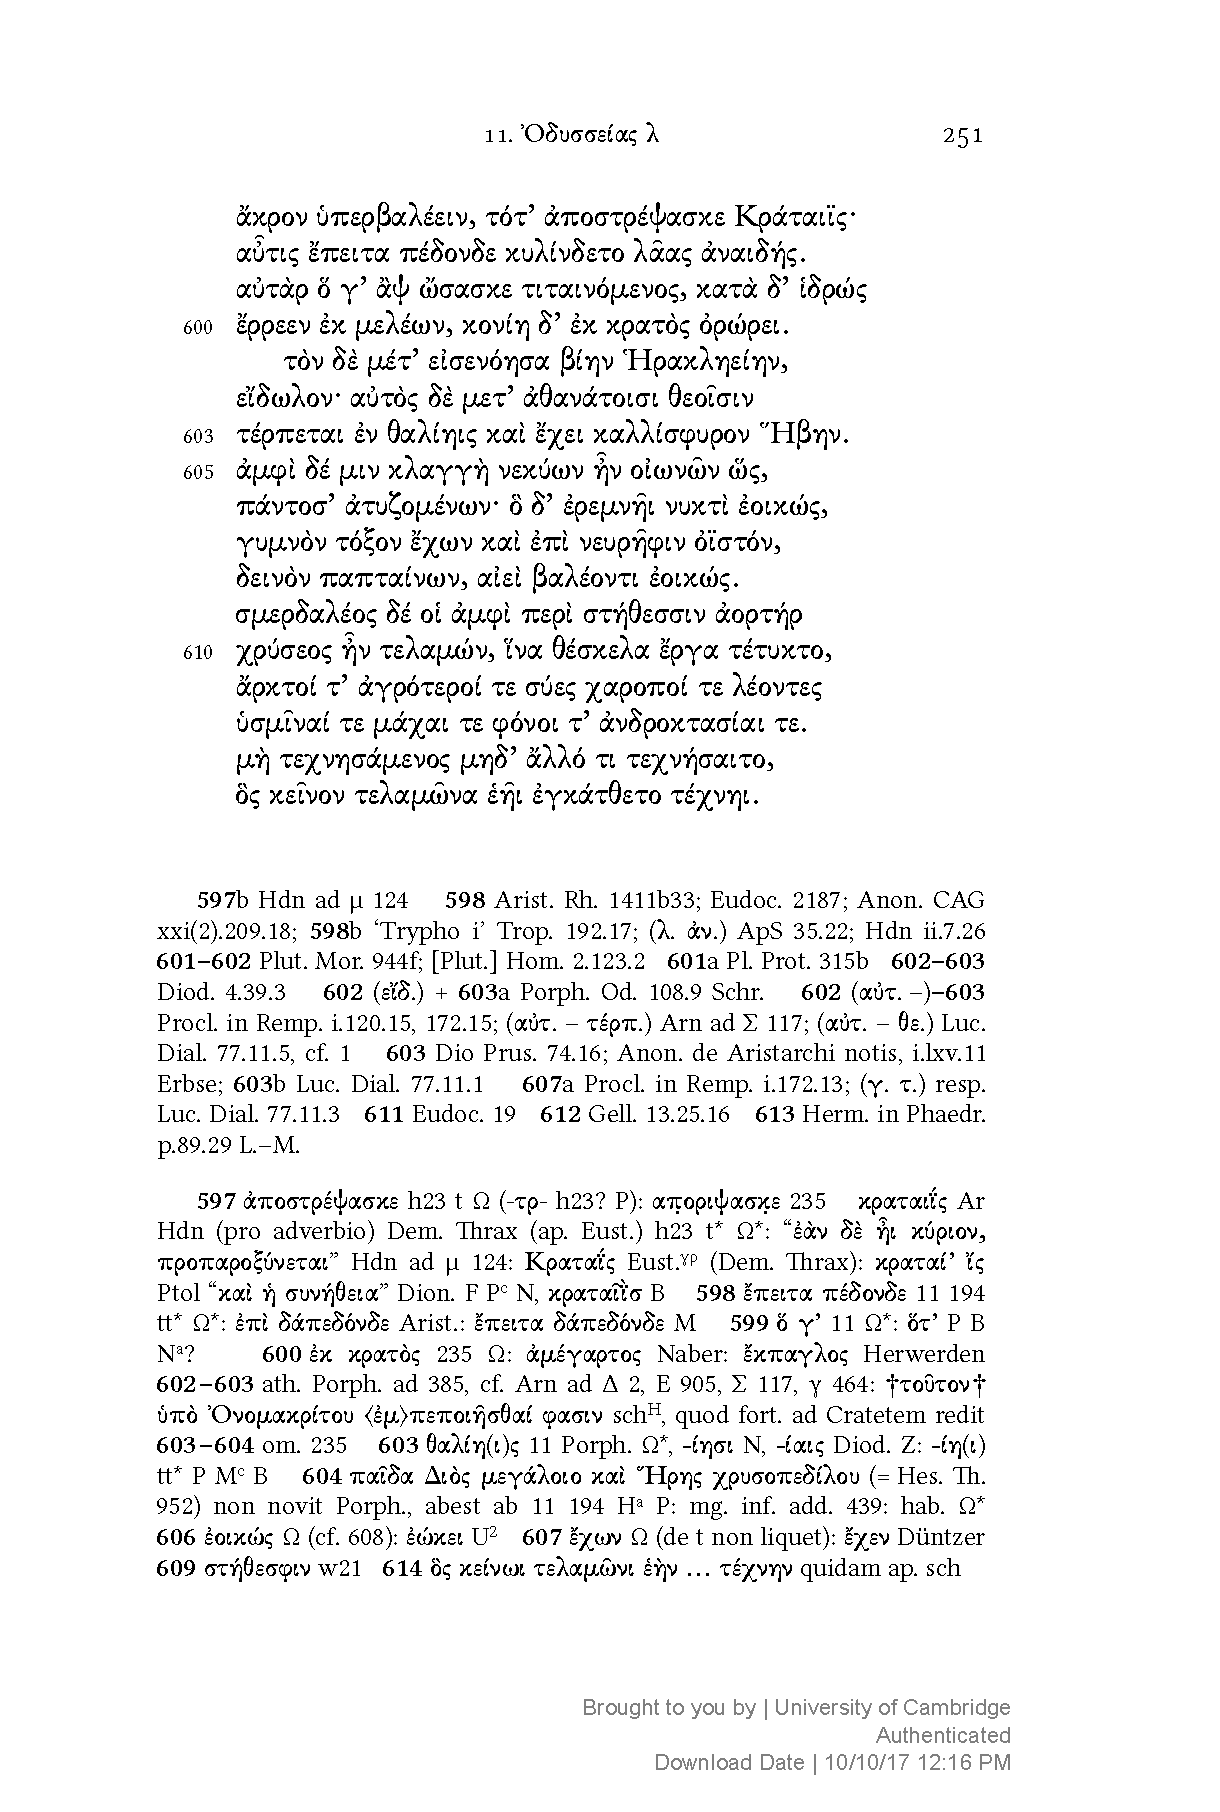 11. Ὀδυσσείας λ 251
ἄκρον ὑπερβαλέειν, τότ’ ἀποστρέψασκε Κράταιϊς·
αὖτις ἔπειτα πέδονδε κυλίνδετο λᾶας ἀναιδής.
αὐτὰρ ὅ γ’ ἂψ ὤσασκε τιταινόμενος, κατὰ δ’ ἱδρώς
600 ἔρρεεν ἐκ μελέων, κονίη δ’ ἐκ κρατὸς ὀρώρει.
τὸν δὲ μέτ’ εἰσενόησα βίην Ἡρακληείην,
εἴδωλον· αὐτὸς δὲ μετ’ ἀθανάτοισι θεοῖσιν
603 τέρπεται ἐν θαλίηις καὶ ἔχει καλλίσφυρον Ἥβην.
605 ἀμφὶ δέ μιν κλαγγὴ νεκύων ἦν οἰωνῶν ὥς,
πάντοσ’ ἀτυζομένων· ὃ δ’ ἐρεμνῆι νυκτὶ ἐοικώς,
γυμνὸν τόξον ἔχων καὶ ἐπὶ νευρῆφιν ὀϊστόν,
δεινὸν παπταίνων, αἰεὶ βαλέοντι ἐοικώς.
σμερδαλέος δέ οἱ ἀμφὶ περὶ στήθεσσιν ἀορτήρ
610 χρύσεος ἦν τελαμών, ἵνα θέσκελα ἔργα τέτυκτο,
ἄρκτοί τ’ ἀγρότεροί τε σύες χαροποί τε λέοντες
ὑσμῖναί τε μάχαι τε φόνοι τ’ ἀνδροκτασίαι τε.
μὴ τεχνησάμενος μηδ’ ἄλλό τι τεχνήσαιτο,
ὃς κεῖνον τελαμῶνα ἑῆι ἐγκάτθετο τέχνηι.
597b Hdn ad μ 124 598 Arist. Rh. 1411b33; Eudoc. 2187; Anon. CAG
xxi(2).209.18; 598b ‘Trypho i’ Trop. 192.17; (λ. ἀν.) ApS 35.22; Hdn ii.7.26
601–602 Plut. Mor. 944f; [Plut.] Hom. 2.123.2 601a Pl. Prot. 315b 602–603
Diod. 4.39.3 602 (εἴδ.) + 603a Porph. Od. 108.9 Schr. 602 (αὐτ. –)–603
Procl. in Remp. i.120.15, 172.15; (αὐτ. – τέρπ.) Arn ad Σ 117; (αὐτ. – θε.) Luc.
Dial. 77.11.5, cf. 1 603 Dio Prus. 74.16; Anon. de Aristarchi notis, i.lxv.11
Erbse; 603b Luc. Dial. 77.11.1 607a Procl. in Remp. i.172.13; (γ. τ.) resp.
Luc. Dial. 77.11.3 611 Eudoc. 19 612 Gell. 13.25.16 613 Herm. in Phaedr.
p.89.29 L.–M.
597 ἀποστρέψασκε h23 t Ω (-τρ- h23? P): απ̣οριψασκ̣ε 235 κραταιΐς Ar
Hdn (pro adverbio) Dem. Thrax (ap. Eust.) h23 t* Ω*: “ἐὰν δὲ ἦι κύριον,
προπαροξύνεται” Hdn ad μ 124: Κραταΐς Eust.γρ (Dem. Thrax): κραταί’ ἴς
Ptol “καὶ ἡ συνήθεια” Dion. F Pc N, κραταῖϊσ B 598 ἔπειτα πέδονδε 11 194
tt* Ω*: ἐπὶ δάπεδόνδε Arist.: ἔπειτα δάπεδόνδε M 599 ὅ γ’ 11 Ω*: ὅτ’ P B
Na? 600 ἐκ κρατὸς 235 Ω: ἀμέγαρτος Naber: ἔκπαγλος Herwerden
602–603 ath. Porph. ad 385, cf. Arn ad Δ 2, Ε 905, Σ 117, γ 464: †τοῦτον†
ὑπὸ Ὀνομακρίτου ⟨ἐμ⟩πεποιῆσθαί φασιν schH, quod fort. ad Cratetem redit
603–604 om. 235 603 θαλίη(ι)ς 11 Porph. Ω*, -ίησι N, -ίαις Diod. Z: -ίη(ι)
tt* P Mc B 604 παῖδα Διὸς μεγάλοιο καὶ Ἥρης χρυσοπεδίλου (= Hes. Th.
952) non novit Porph., abest ab 11 194 Ha P: mg. inf. add. 439: hab. Ω*
606 ἐοικώς Ω (cf. 608): ἐώκει U2 607 ἔχων Ω (de t non liquet): ἔχεν Düntzer
609 στήθεσφιν w21 614 ὃς κείνωι τελαμῶνι ἑὴν … τέχνην quidam ap. sch
Brought to you by | University of Cambridge
Authenticated
Download Date | 10/10/17 12:16 PM